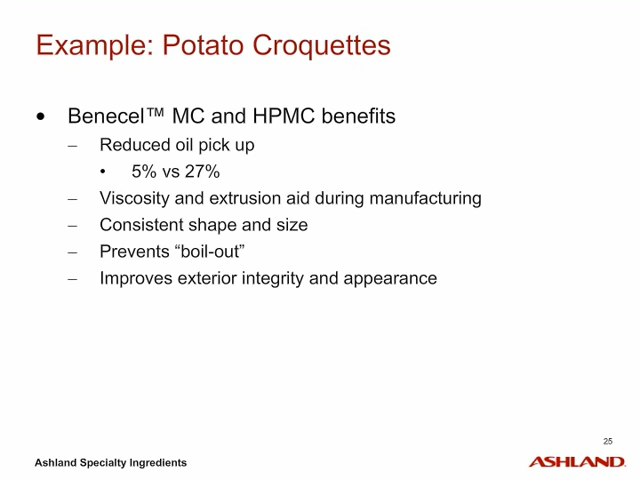 Example: Potato Croquettes
• Benecel™ MC and HPMC benefits
– Reduced oil pick up
• 5% vs 27%
– Viscosity and extrusion aid during manufacturing
– Consistent shape and size
– Prevents “boil-out”
– Improves exterior integrity and appearance
25
Ashland Specialty Ingredients
ASHLAND